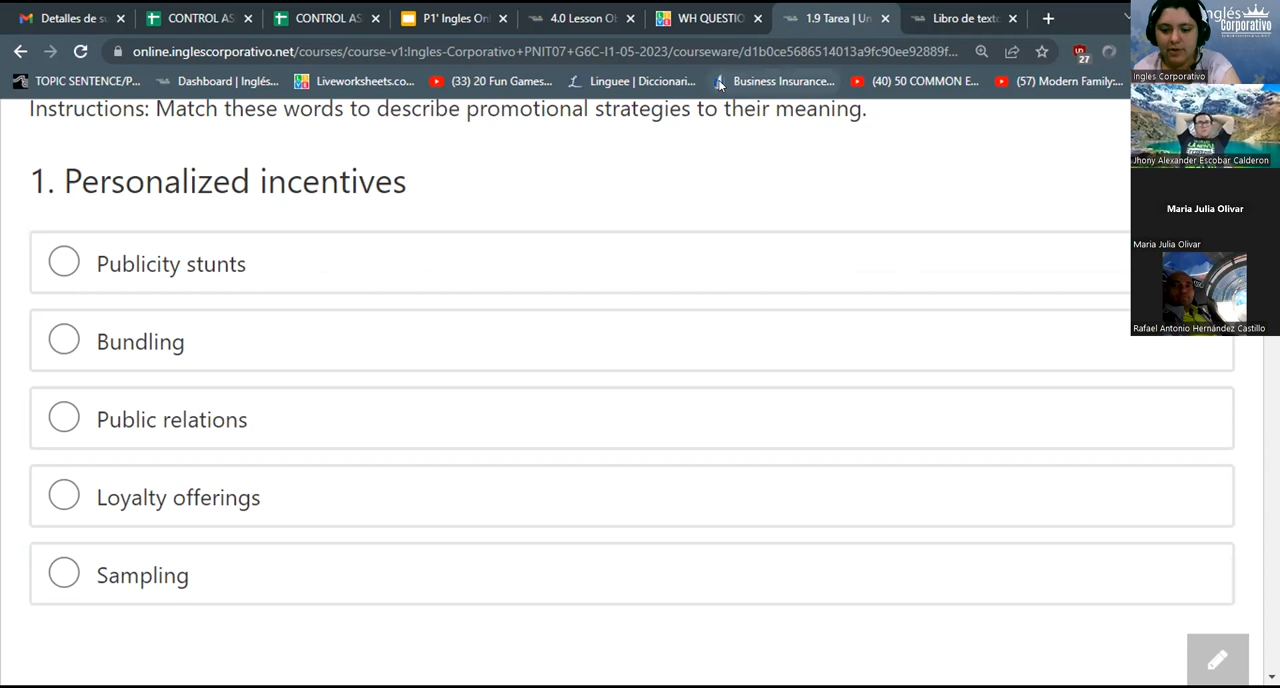 Detalles de su
CONTROL AS
CONTROL AS
P1' Ingles Onl
4.0 Lesson Ob
WH QUESTIO
1.9 Tarea | Un
Libro de texto
online.inglescorporativo.net/courses/course-v1:Ingles-Corporativo+PNIT07+G6C-I1-05-2023/courseware/d1b0ce5686514013a9fc90ee92889f...
27
TOPIC SENTENCE/P...
Dashboard | Inglés...
Liveworksheets.co...
(33) 20 Fun Games...
Linguee | Diccionari...
Business Insurance...
(40) 50 COMMON E...
(57) Modern Family:...
Inglés
Corporativo
Ingles Corporativo
Jhony Alexander Escobar Calderon
Maria Julia Olivar
Maria Julia Olivar
Rafael Antonio Hernández Castillo
Instructions: Match these words to describe promotional strategies to their meaning.
1. Personalized incentives
Publicity stunts
Bundling
Public relations
Loyalty offerings
Sampling